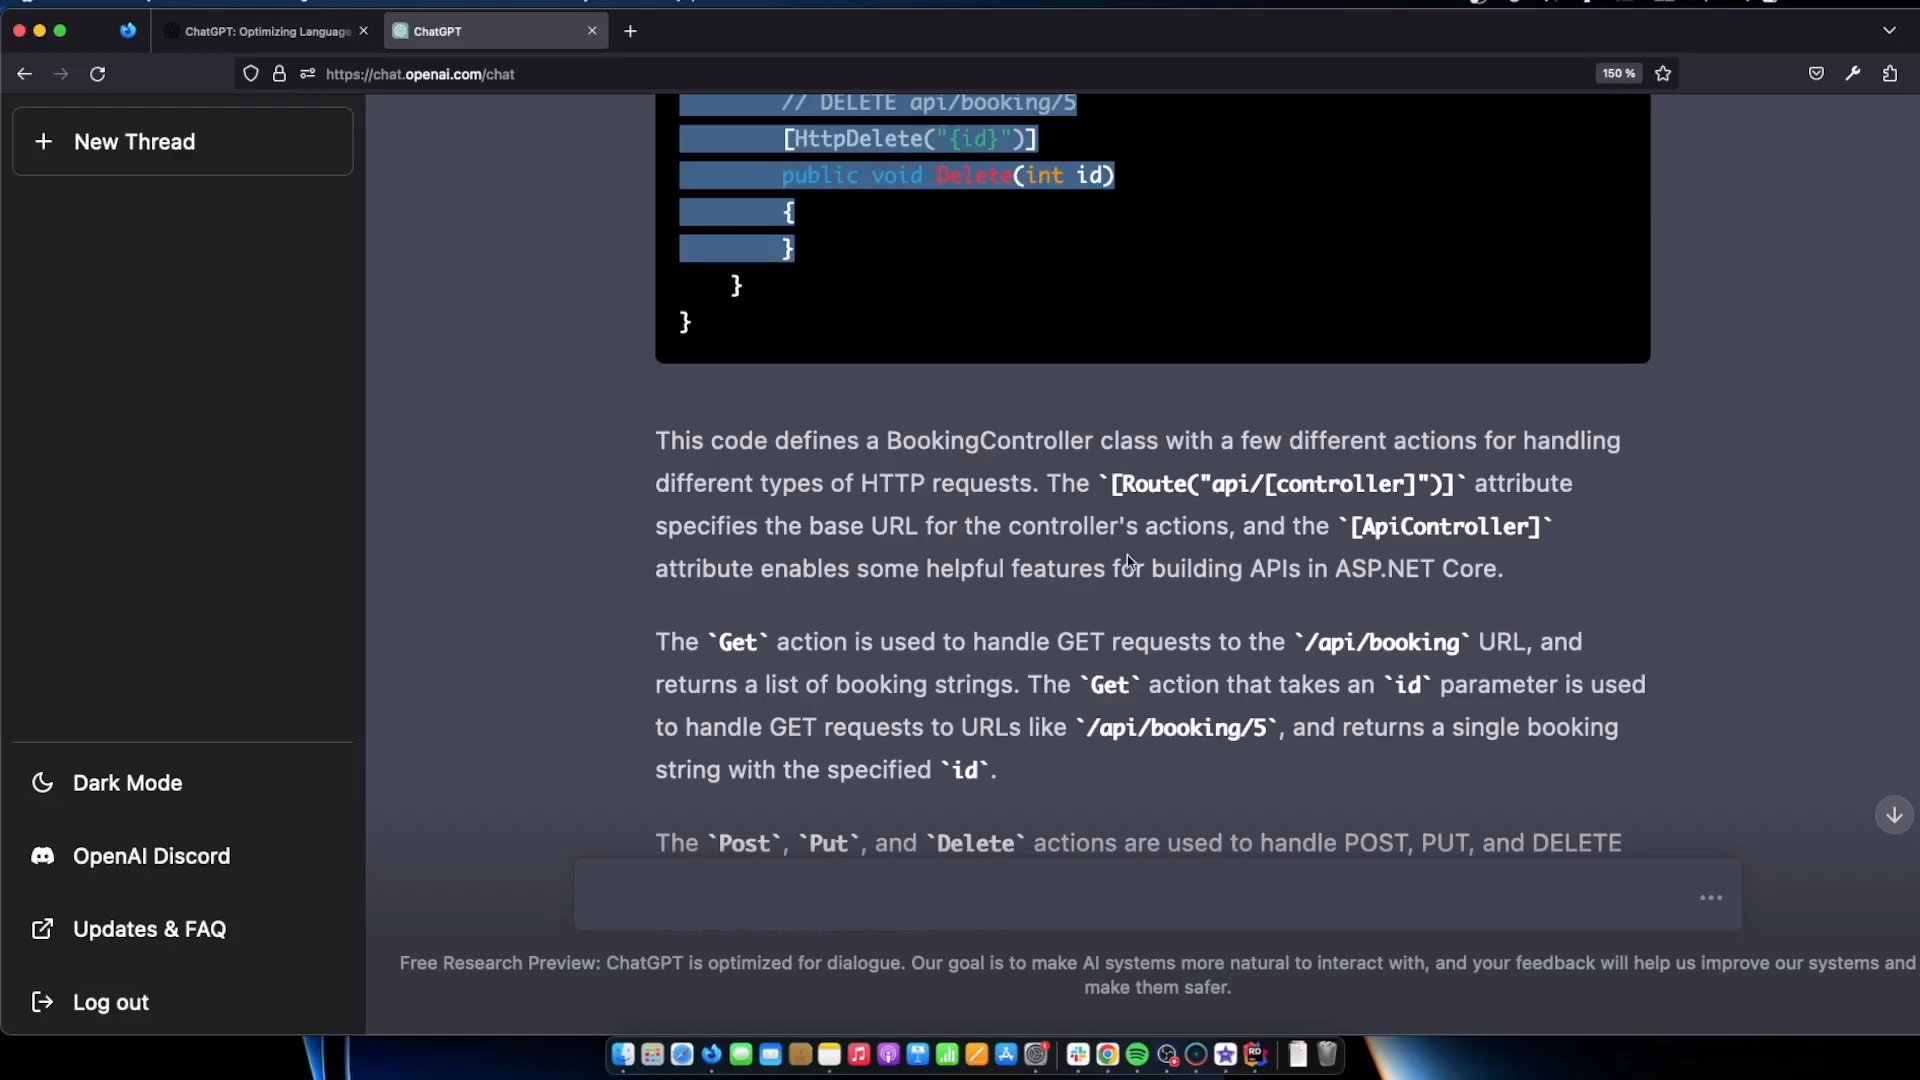 ChatGPT: Optimizing Language
ChatGPT
https://chat.openai.com/chat
150 %
New Thread
// DELETE api/booking/5
[HttpDelete("{id}")]
public void Delete(int id)
{
}
}
}
This code defines a BookingController class with a few different actions for handling
different types of HTTP requests. The `[Route("api/[controller]")]` attribute
specifies the base URL for the controller's actions, and the `[ApiController]`
attribute enables some helpful features for building APIs in ASP.NET Core.
The `Get` action is used to handle GET requests to the `/api/booking` URL, and
returns a list of booking strings. The `Get` action that takes an `id` parameter is used
to handle GET requests to URLs like `/api/booking/5`, and returns a single booking
string with the specified `id`.
The `Post`, `Put`, and `Delete` actions are used to handle POST, PUT, and DELETE
Dark Mode
OpenAI Discord
Updates & FAQ
Log out
Free Research Preview: ChatGPT is optimized for dialogue. Our goal is to make AI systems more natural to interact with, and your feedback will help us improve our systems and
make them safer.
RD